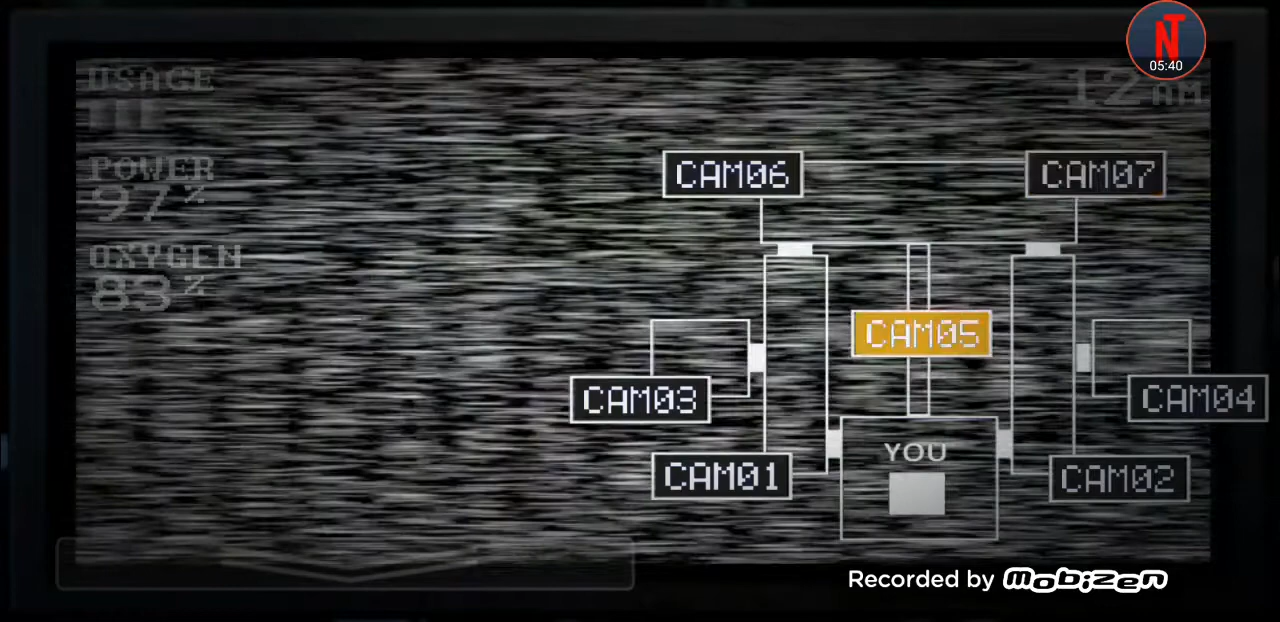 NT
05:40
USAGE
12 AM
POWER
97%
OXYGEN
83%
CAM06
CAM07
CAM05
CAM03
CAM04
YOU
CAM01
CAM02
Recorded by mobizen